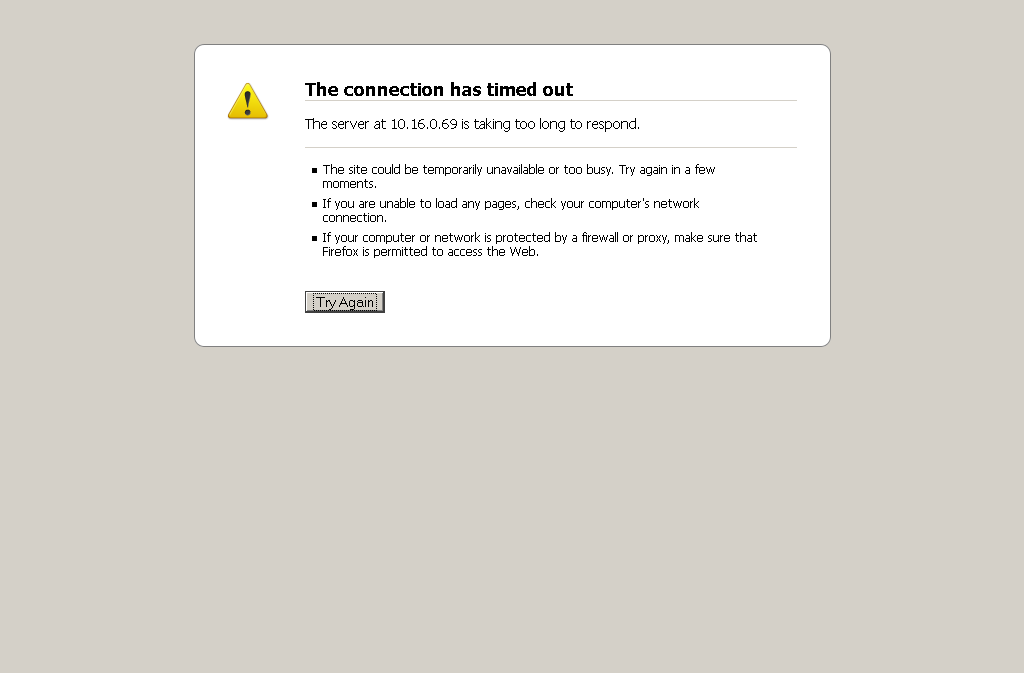 The connection has timed out
The server at 10.16.0.69 is taking too long to respond.
The site could be temporarily unavailable or too busy. Try again in a few
moments.
If you are unable to load any pages, check your computer's network
connection.
If your computer or network is protected by a firewall or proxy, make sure that
Firefox is permitted to access the Web.
Try Again